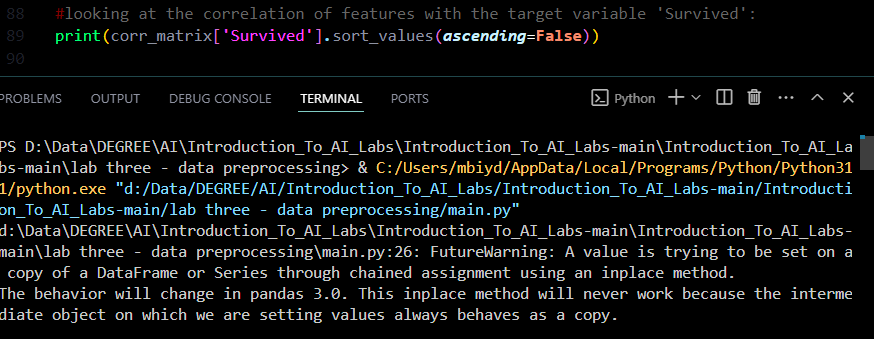 88 #looking at the correlation of features with the target variable 'Survived':
89 print(corr_matrix['Survived'].sort_values(ascending=False))
90
PROBLEMS OUTPUT DEBUG CONSOLE TERMINAL PORTS Python
PS D:\Data\DEGREE\AI\Introduction_To_AI_Labs\Introduction_To_AI_Labs-main\Introduction_To_AI_La
bs-main\lab three - data preprocessing> & C:/Users/mbiyd/AppData/Local/Programs/Python/Python31
1/python.exe "d:/Data/DEGREE/AI/Introduction_To_AI_Labs/Introduction_To_AI_Labs-main/Introducti
on_To_AI_Labs-main/lab three - data preprocessing/main.py"
d:\Data\DEGREE\AI\Introduction_To_AI_Labs\Introduction_To_AI_Labs-main\Introduction_To_AI_Labs-
main\lab three - data preprocessing\main.py:26: FutureWarning: A value is trying to be set on a
copy of a DataFrame or Series through chained assignment using an inplace method.
The behavior will change in pandas 3.0. This inplace method will never work because the interme
diate object on which we are setting values always behaves as a copy.